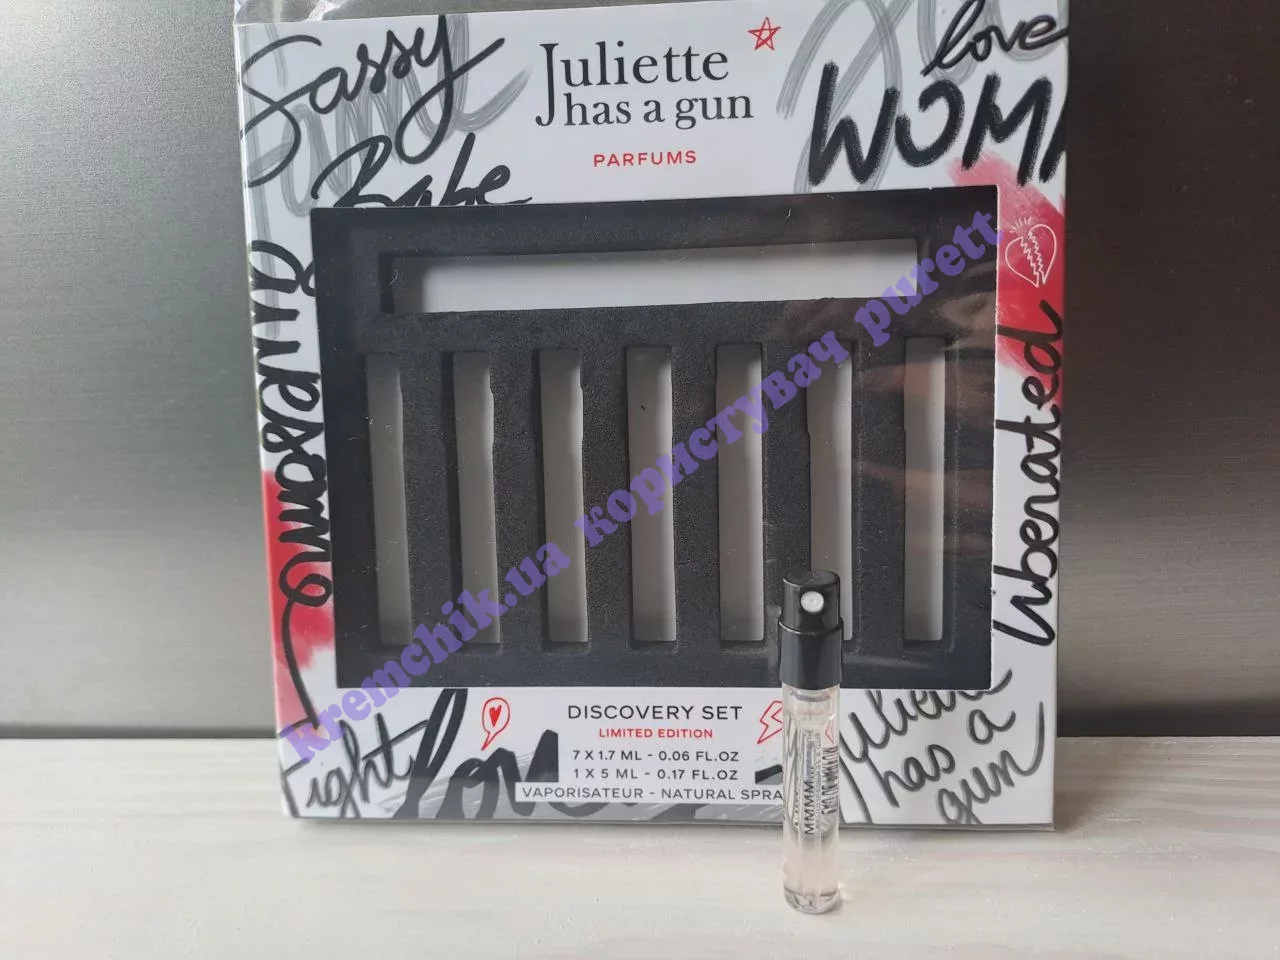 Sassy
Babe
Juliette
has a gun
PARFUMS
love
WOMA
Liberated
DISCOVERY SET
LIMITED EDITION
7 X 1.7 ML - 0.06 FL.OZ
1 X 5 ML - 0.17 FL.OZ
VAPORISATEUR - NATURAL SPRA
Fight
love
Juliette
has a
gun
MMMM...
Kremchik.ua користувач purett